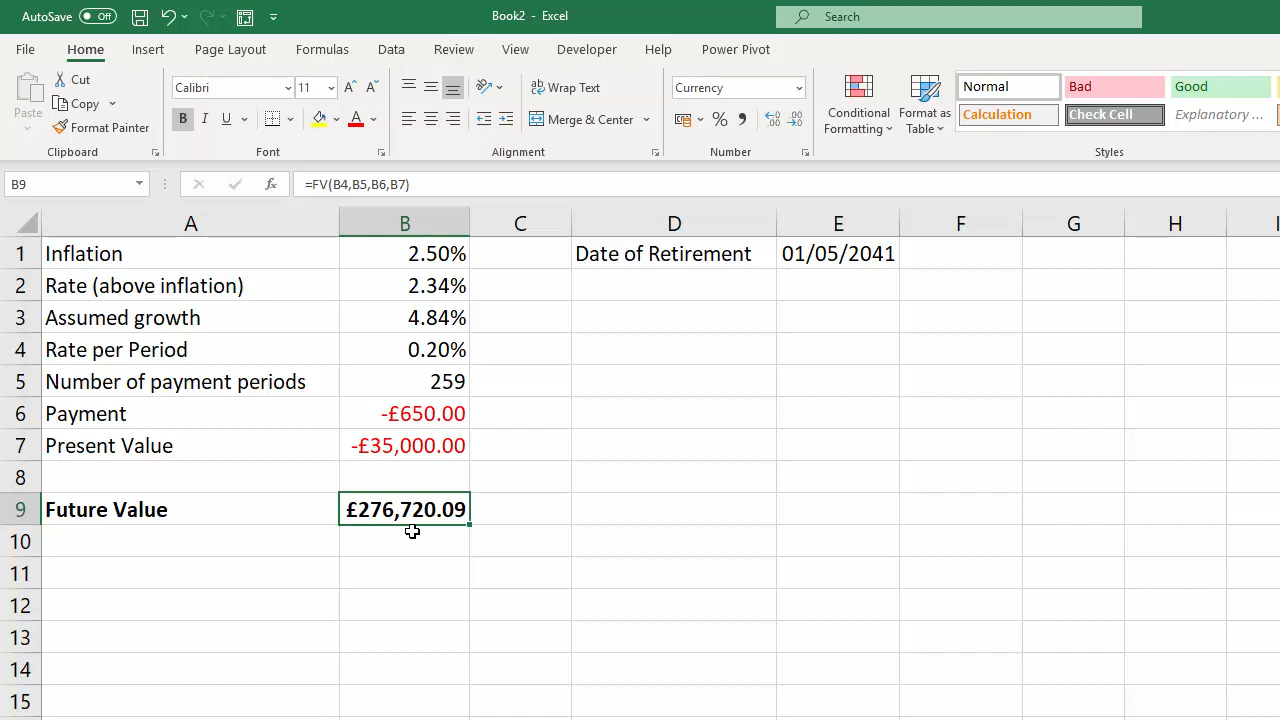 AutoSave Off Book2 - Excel Search
File Home Insert Page Layout Formulas Data Review View Developer Help Power Pivot
Paste Cut Calibri 11 Wrap Text Currency Conditional Formatting Format as Table Normal Bad Good
Copy
Format Painter B I U Merge & Center Calculation Check Cell Explanatory ...
Clipboard Font Alignment Number Styles
B9 fx =FV(B4,B5,B6,B7)
A B C D E F G H I
1 Inflation 2.50% Date of Retirement 01/05/2041
2 Rate (above inflation) 2.34%
3 Assumed growth 4.84%
4 Rate per Period 0.20%
5 Number of payment periods 259
6 Payment -£650.00
7 Present Value -£35,000.00
8
9 Future Value £276,720.09
10
11
12
13
14
15